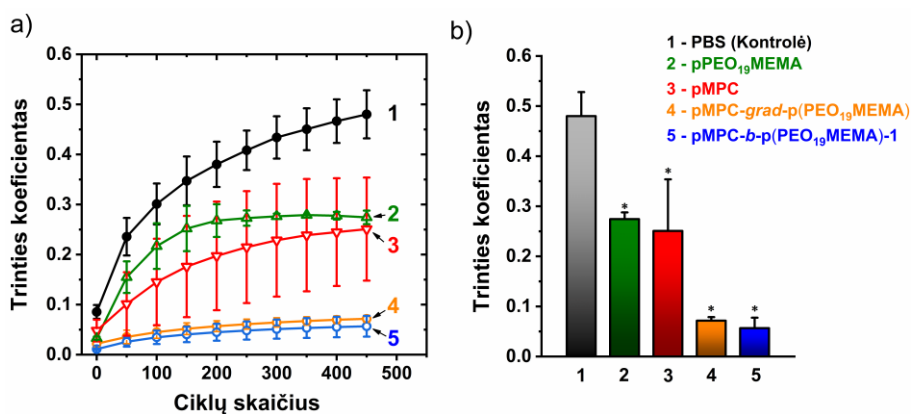 a)
Trinties koeficientas
0.6
0.5
0.4
0.3
0.2
0.1
0.0
0
100
200
300
400
500
Ciklų skaičius
1
2
3
4
5
b)
Trinties koeficientas
0.6
0.5
0.4
0.3
0.2
0.1
0.0
1 - PBS (Kontrolė)
2 - pPEO₁₉MEMA
3 - pMPC
4 - pMPC-grad-p(PEO₁₉MEMA)
5 - pMPC-b-p(PEO₁₉MEMA)-1
*
*
*
*
1 2 3 4 5